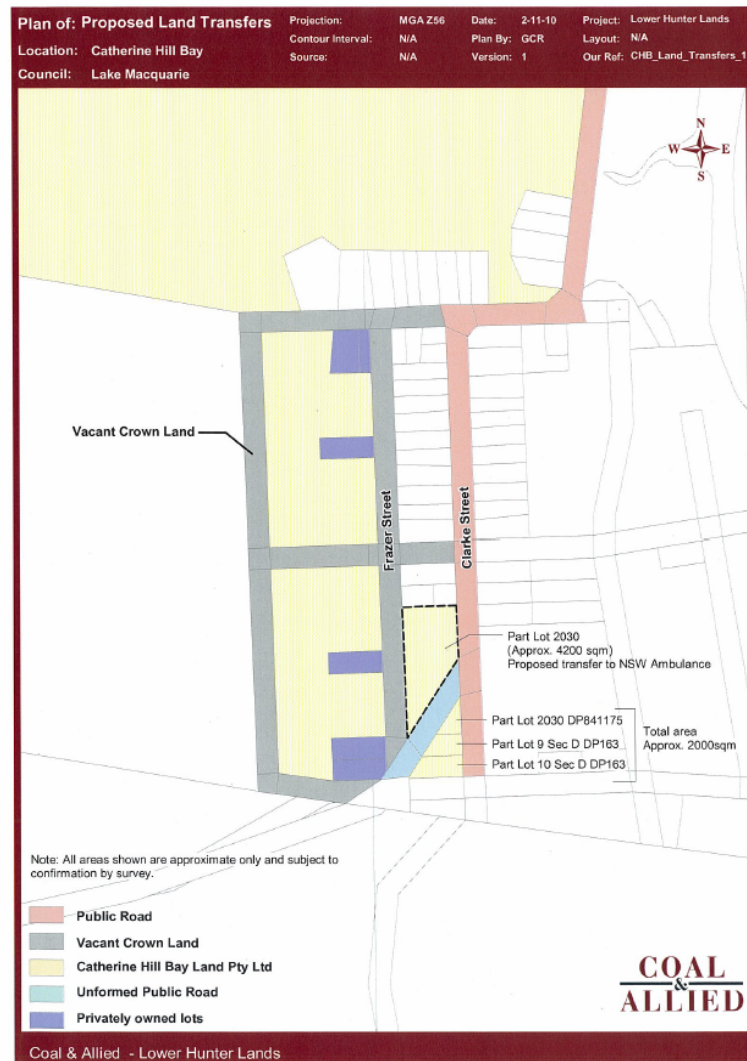 Plan of: Proposed Land Transfers
Location: Catherine Hill Bay
Council: Lake Macquarie
Projection: MGA Z56
Contour Interval: N/A
Source: N/A
Date: 2-11-10
Plan By: GCR
Version: 1
Project: Lower Hunter Lands
Layout: N/A
Our Ref: CHB_Land_Transfers_1
N
W E
S
Vacant Crown Land
Frazer Street
Clarke Street
Part Lot 2030
(Approx. 4200 sqm)
Proposed transfer to NSW Ambulance
Part Lot 2030 DP841175
Part Lot 9 Sec D DP163
Part Lot 10 Sec D DP163
Total area
Approx. 2000sqm
Note: All areas shown are approximate only and subject to
confirmation by survey.
Public Road
Vacant Crown Land
Catherine Hill Bay Land Pty Ltd
Unformed Public Road
Privately owned lots
COAL
&
ALLIED
Coal & Allied - Lower Hunter Lands